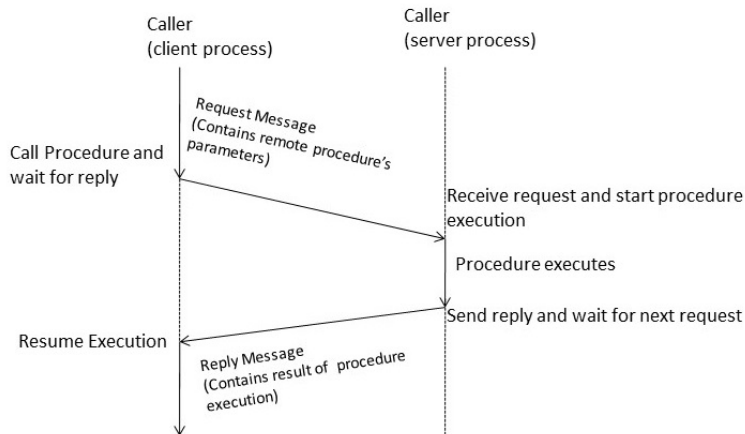 Caller
(client process)
Caller
(server process)
Request Message
(Contains remote procedure's
parameters)
Call Procedure and
wait for reply
Receive request and start procedure
execution
Procedure executes
Send reply and wait for next request
Resume Execution
Reply Message
(Contains result of procedure
execution)